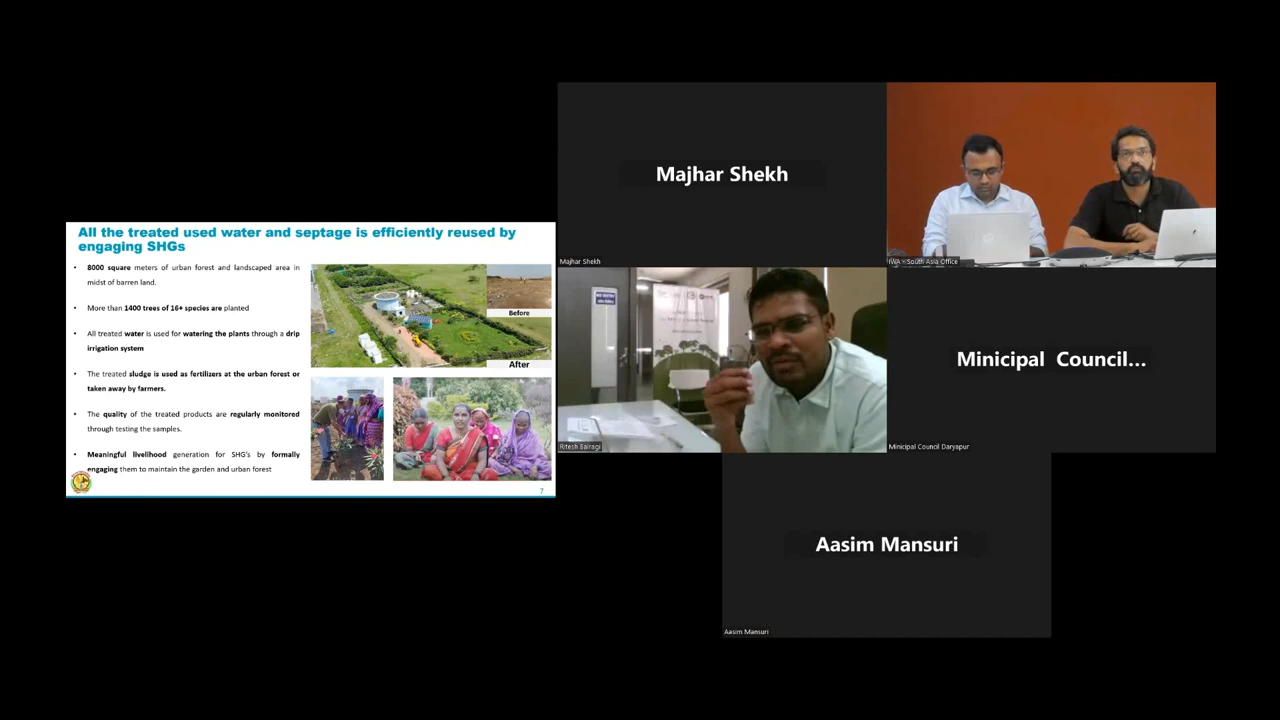 All the treated used water and septage is efficiently reused by
engaging SHGs
• 8000 square meters of urban forest and landscaped area in
midst of barren land.
• More than 1400 trees of 16+ species are planted
• All treated water is used for watering the plants through a drip
irrigation system
• The treated sludge is used as fertilizers at the urban forest or
taken away by farmers.
• The quality of the treated products are regularly monitored
through testing the samples.
• Meaningful livelihood generation for SHG's by formally
engaging them to maintain the garden and urban forest
Before
After
7
Majhar Shekh
Majhar Shekh
IWA - South Asia Office
Ritesh Bairagi
Minicipal Council...
Minicipal Council Daryapur
Aasim Mansuri
Aasim Mansuri